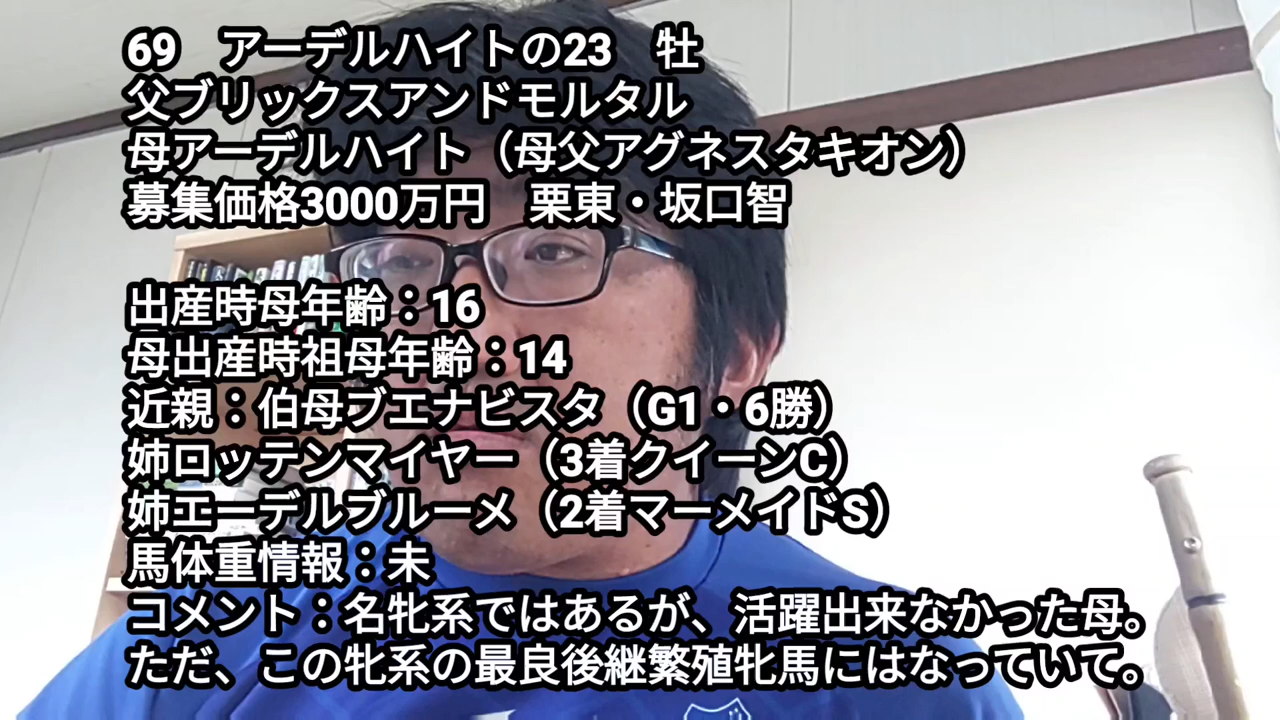 69　アーデルハイトの23　牡
父ブリックスアンドモルタル
母アーデルハイト（母父アグネスタキオン）
募集価格3000万円　栗東・坂口智
出産時母年齢：16
母出産時祖母年齢：14
近親：伯母ブエナビスタ（G1・6勝）
姉ロッテンマイヤー（3着クイーンC）
姉エーデルブルーメ（2着マーメイドS）
馬体重情報：未
コメント：名牝系ではあるが、活躍出来なかった母。
ただ、この牝系の最良後継繁殖牝馬にはなっていて。